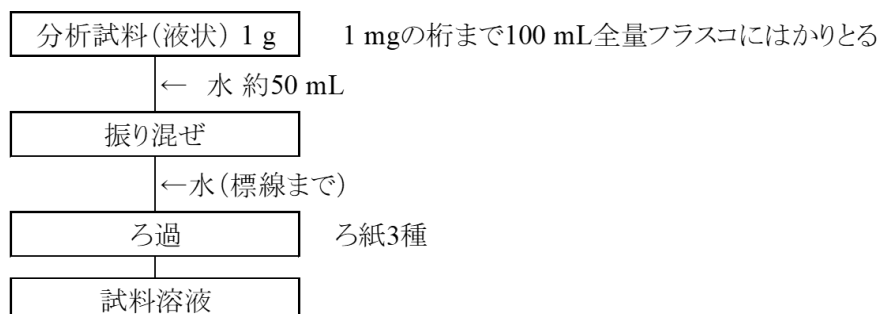 分析試料(液状) 1 g 1 mgの桁まで100 mL全量フラスコにはかりとる
← 水 約50 mL
振り混ぜ
←水(標線まで)
ろ過 ろ紙3種
試料溶液